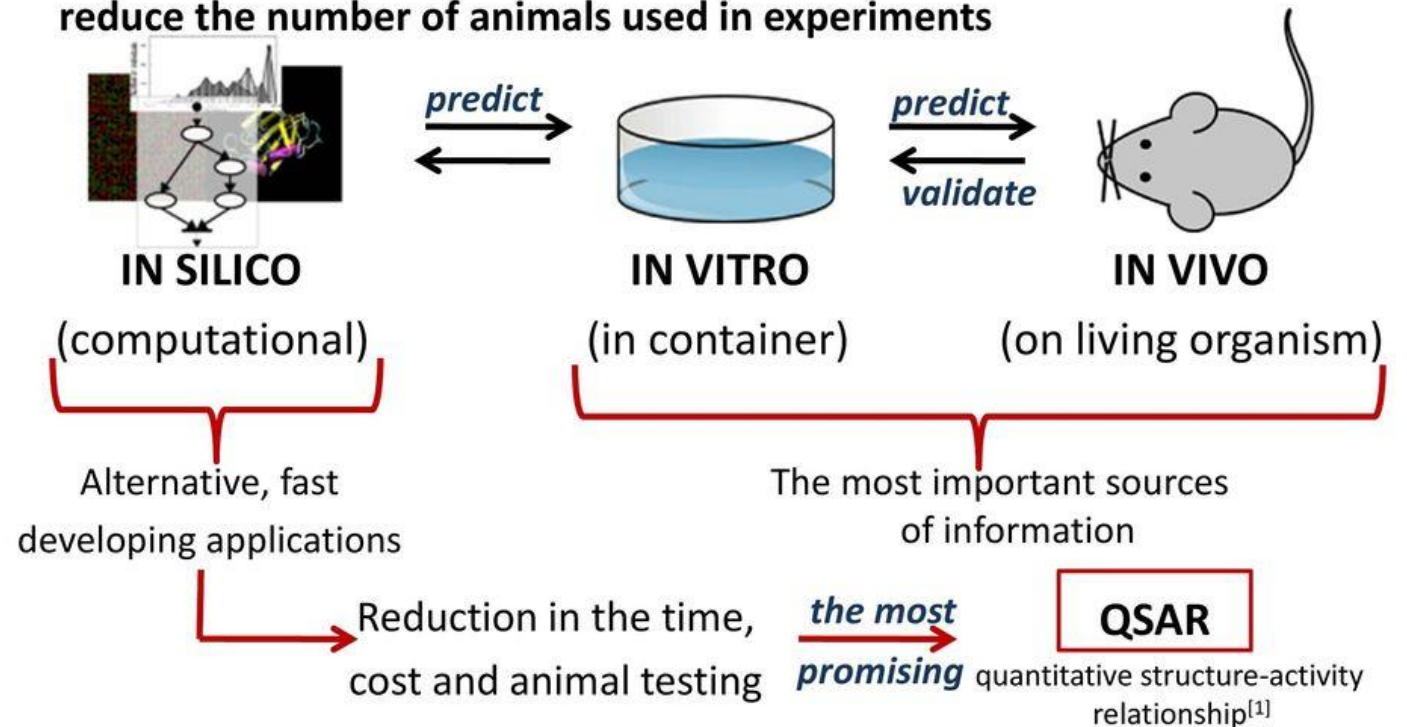 reduce the number of animals used in experiments
predict
predict
validate
IN SILICO
IN VITRO
IN VIVO
(computational)
(in container)
(on living organism)
Alternative, fast
developing applications
The most important sources
of information
Reduction in the time,
cost and animal testing
the most
promising
QSAR
quantitative structure-activity
relationship[1]